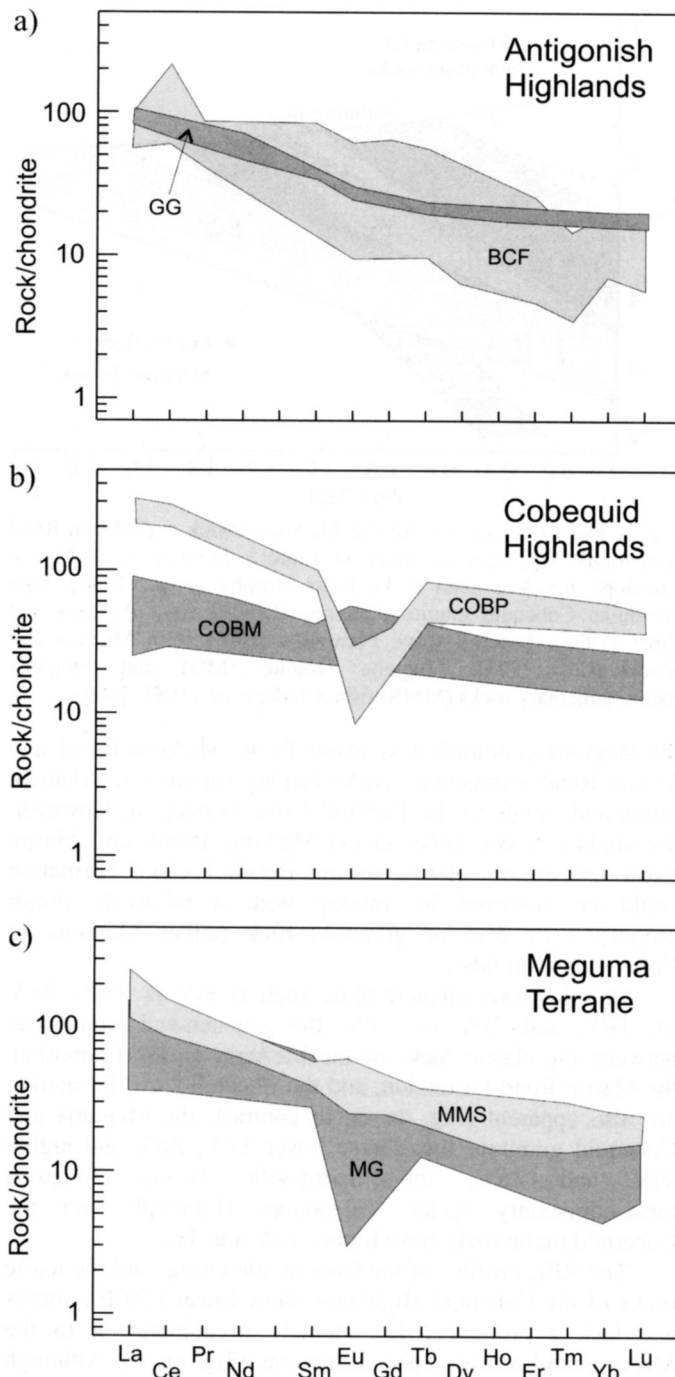 a)
Antigonish
Highlands
Rock/chondrite
100
10
1
GG
BCF
b)
Cobequid
Highlands
Rock/chondrite
100
10
1
COBM
COBP
c)
Meguma
Terrane
Rock/chondrite
100
10
1
MMS
MG
La Ce Pr Nd Sm Eu Gd Tb Dy Ho Er Tm Yb Lu